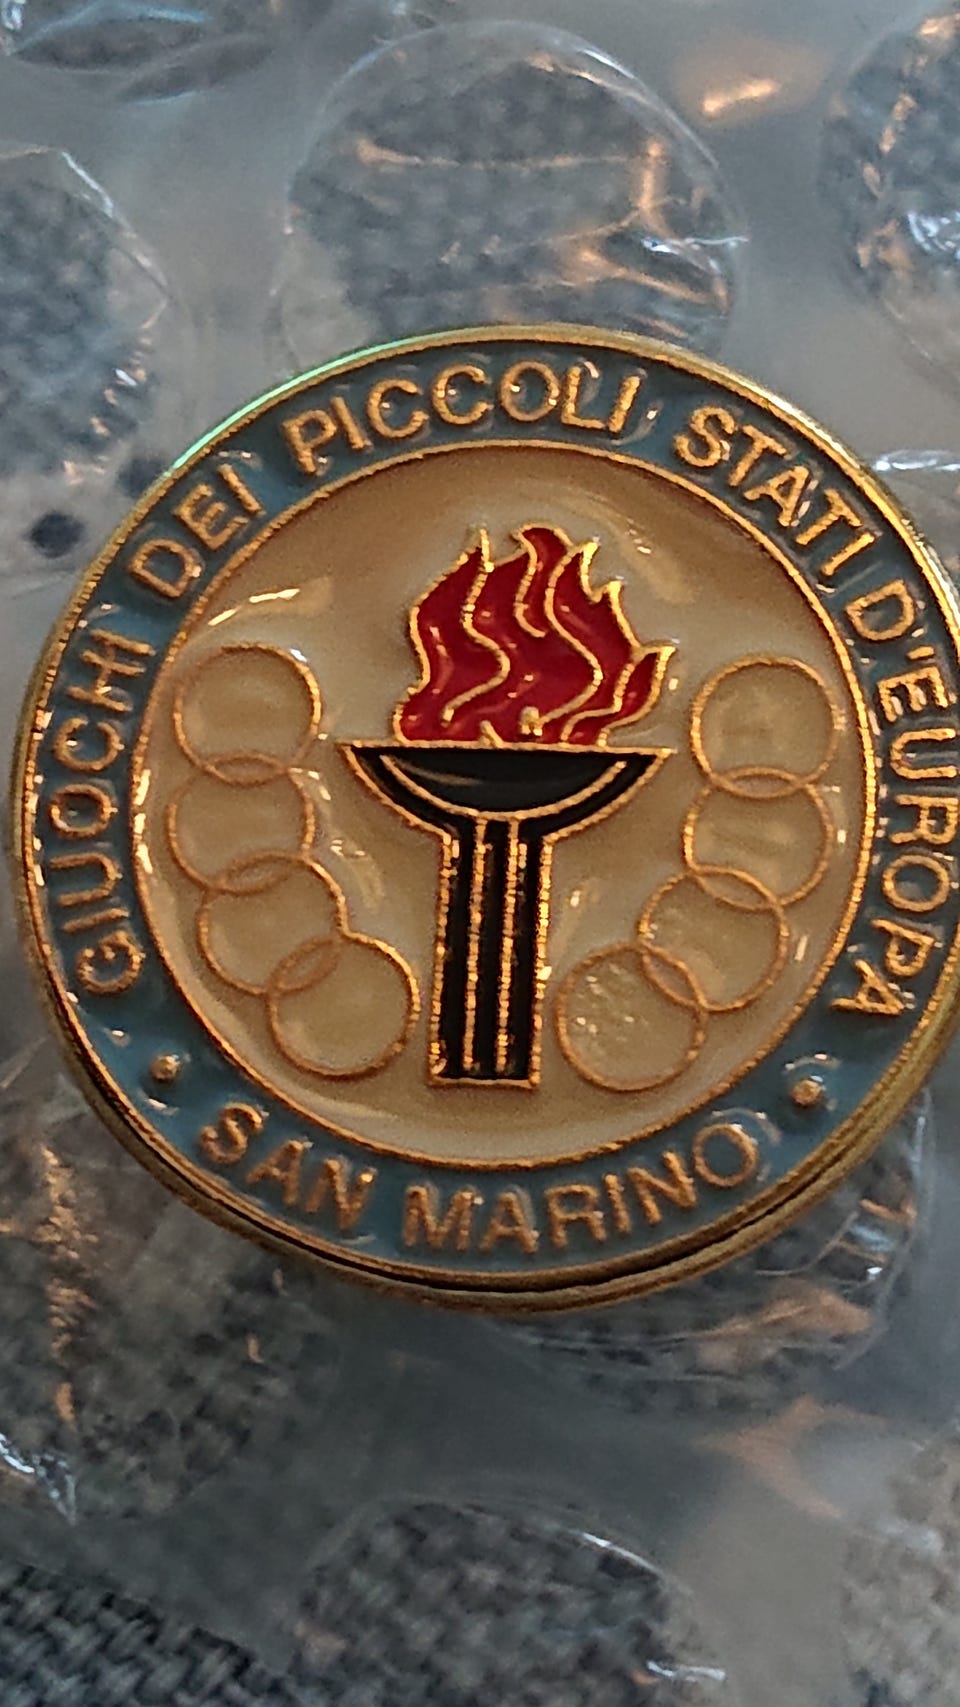 GIUOCHI DEI PICCOLI STATI D'EUROPA
SAN MARINO